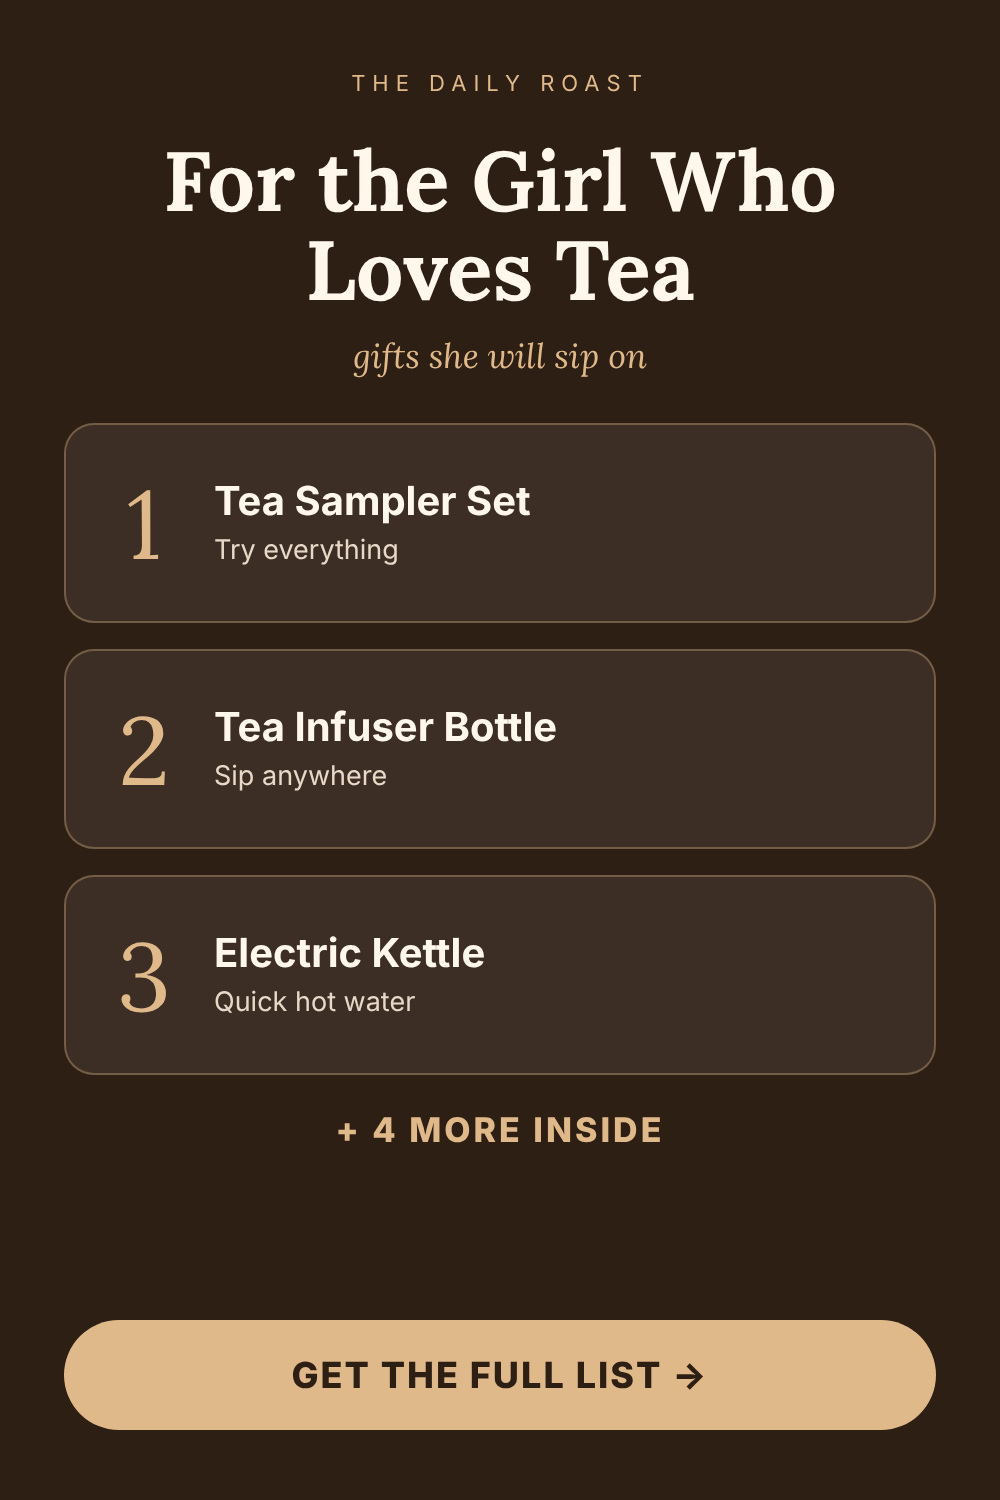 THE DAILY ROAST
For the Girl Who
Loves Tea
gifts she will sip on
1
Tea Sampler Set
Try everything
2
Tea Infuser Bottle
Sip anywhere
3
Electric Kettle
Quick hot water
+ 4 MORE INSIDE
GET THE FULL LIST →